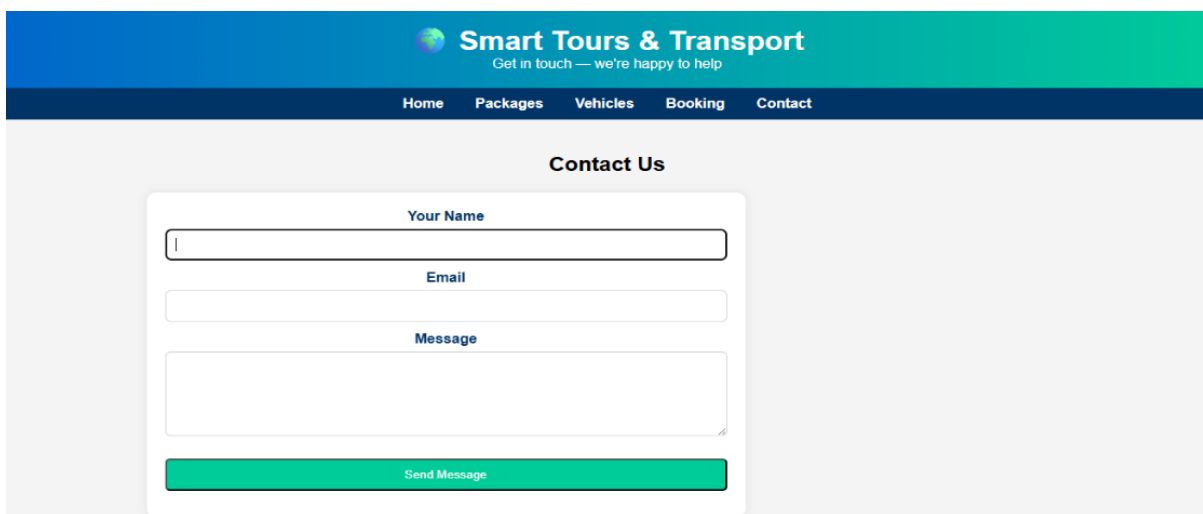 Smart Tours & Transport
Get in touch — we're happy to help
Home Packages Vehicles Booking Contact
Contact Us
Your Name
Email
Message
Send Message